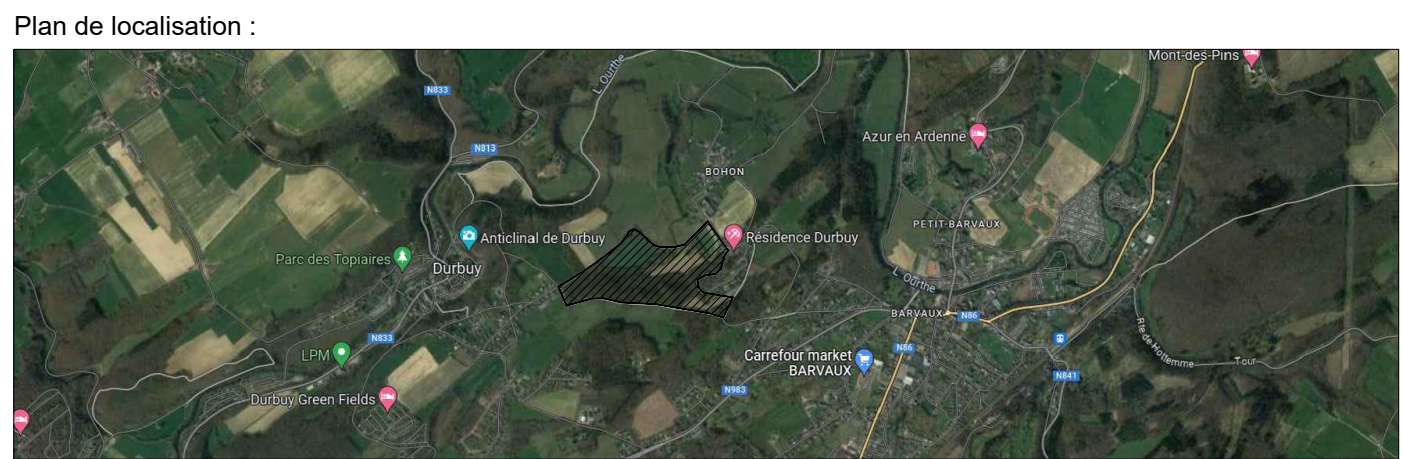 Plan de localisation :
Mont-des-Pins
L'Ourthe
N833
Azur en Ardenne
N813
BOHON
PETIT-BARVAUX
Anticlinal de Durbuy
Résidence Durbuy
Parc des Topiaires
Durbuy
L'Ourthe
BARVAUX
N86
Rte de Hottemme
Tour
N833
N86
LPM
Carrefour market
BARVAUX
N841
N983
Durbuy Green Fields